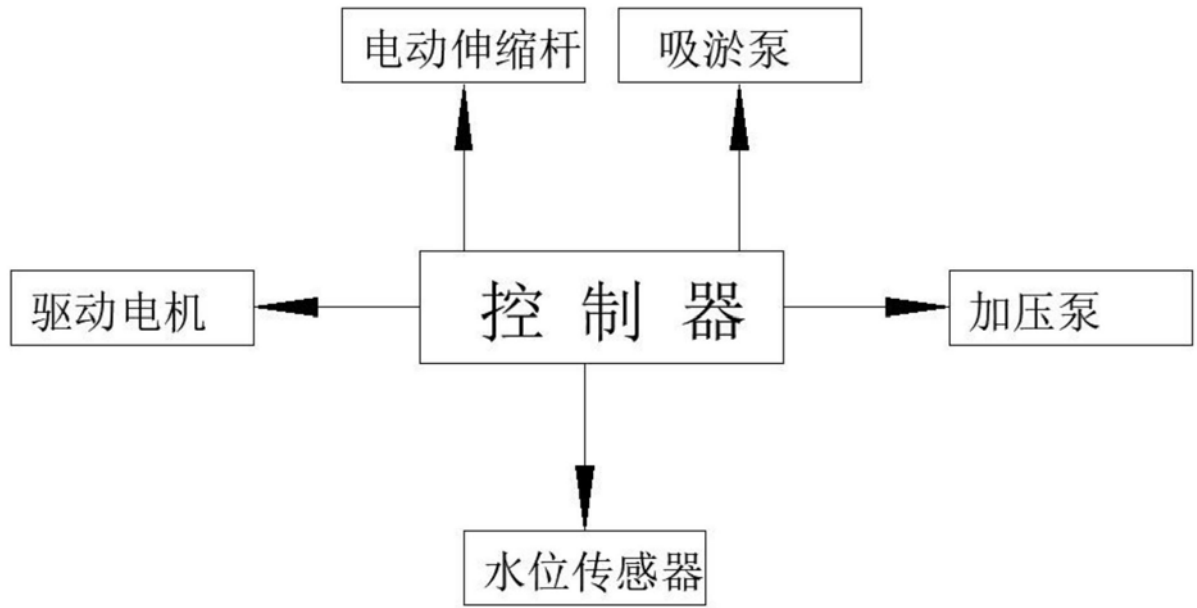 电动伸缩杆
吸淤泵
驱动电机
控制器
加压泵
水位传感器